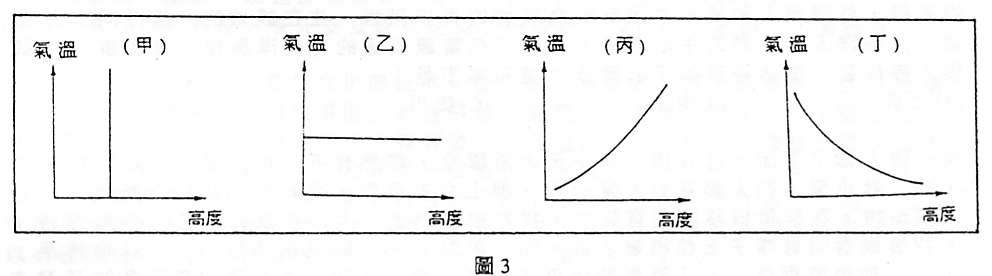 氣溫 (甲)
高度
氣溫 (乙)
高度
氣溫 (丙)
高度
氣溫 (丁)
高度
圖3